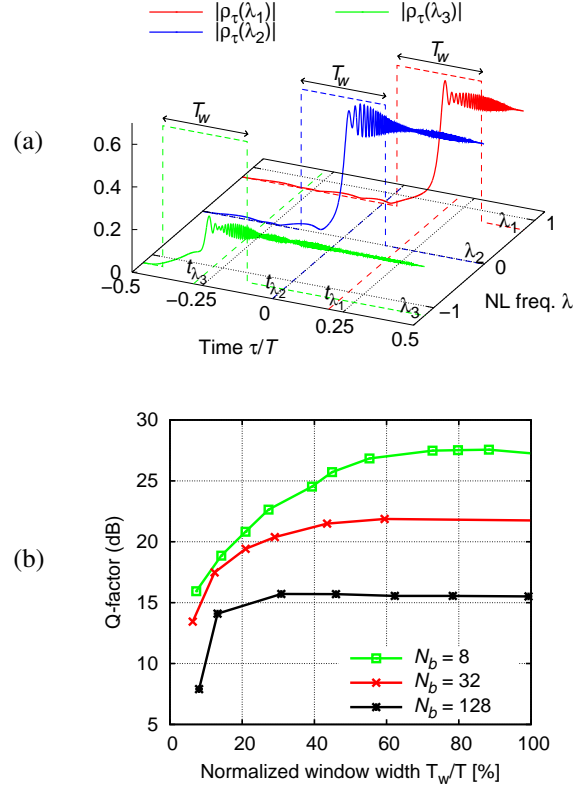 |ρτ(λ1)| |ρτ(λ3)|
|ρτ(λ2)|
(a)
Tw
Tw
Tw
0.6
0.4
0.2
0
−0.5
−0.25
0
0.25
0.5
tλ3
tλ2
tλ1
λ1
λ2
λ3
1
0
−1
NL freq. λ
Time τ/T
(b)
30
25
20
15
10
5
Q-factor (dB)
Nb = 8
Nb = 32
Nb = 128
0 20 40 60 80 100
Normalized window width Tw/T [%]